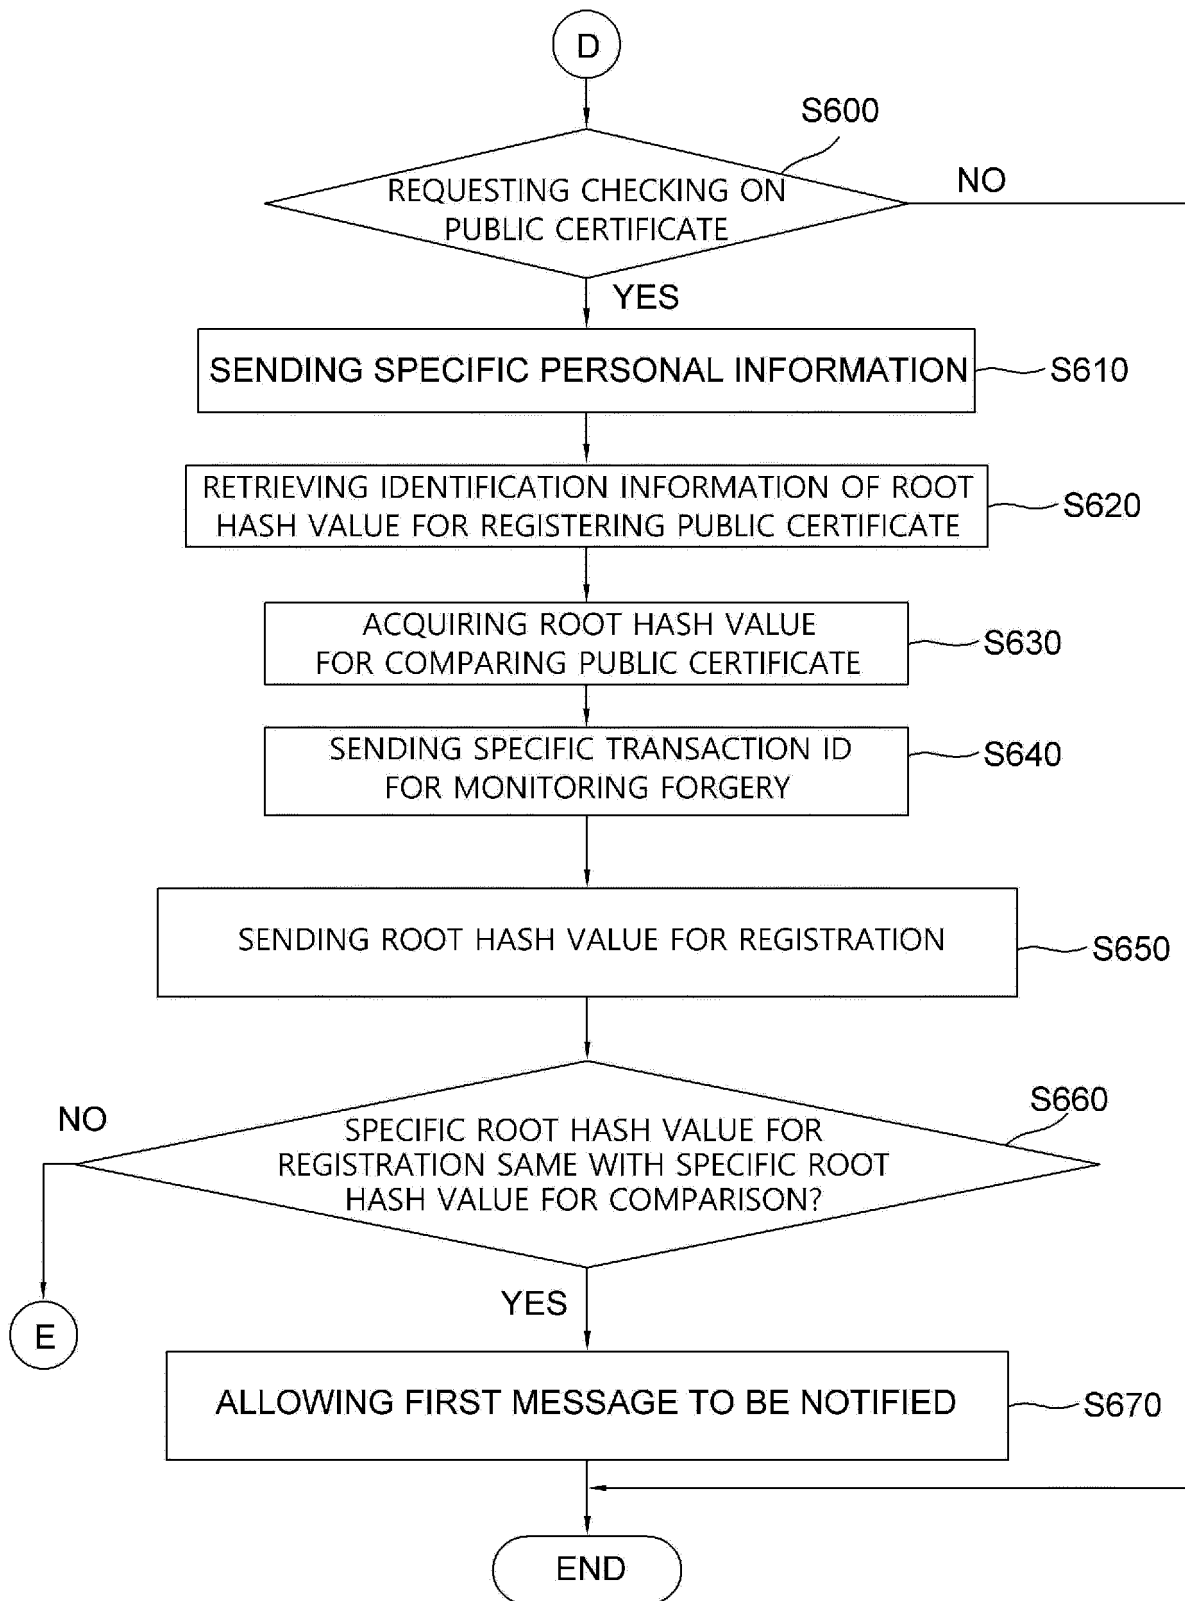 D
S600
REQUESTING CHECKING ON
PUBLIC CERTIFICATE
NO
YES
SENDING SPECIFIC PERSONAL INFORMATION
S610
RETRIEVING IDENTIFICATION INFORMATION OF ROOT
HASH VALUE FOR REGISTERING PUBLIC CERTIFICATE
S620
ACQUIRING ROOT HASH VALUE
FOR COMPARING PUBLIC CERTIFICATE
S630
SENDING SPECIFIC TRANSACTION ID
FOR MONITORING FORGERY
S640
SENDING ROOT HASH VALUE FOR REGISTRATION
S650
S660
NO
SPECIFIC ROOT HASH VALUE FOR
REGISTRATION SAME WITH SPECIFIC ROOT
HASH VALUE FOR COMPARISON?
YES
E
ALLOWING FIRST MESSAGE TO BE NOTIFIED
S670
END